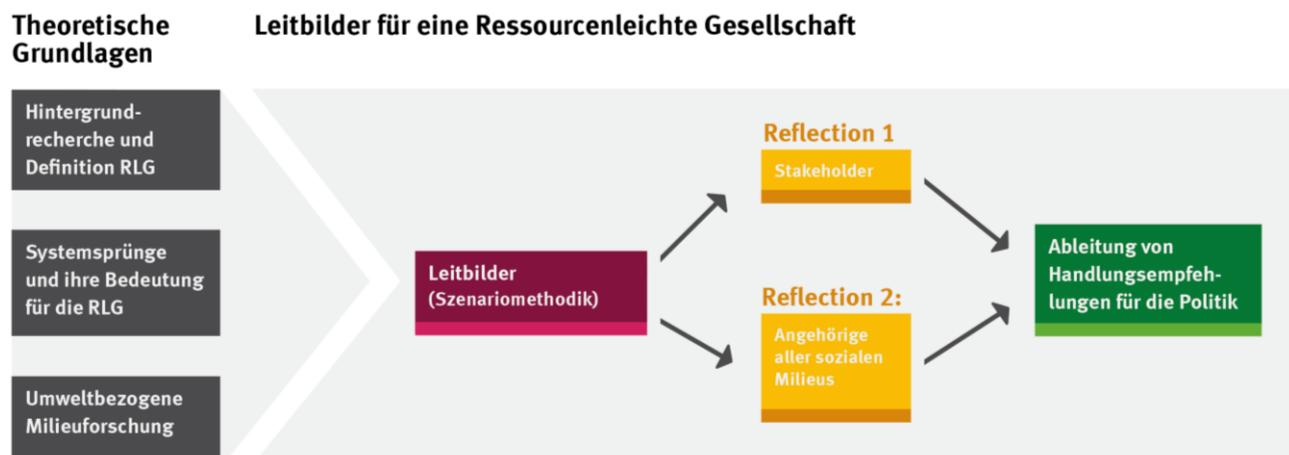 Theoretische
Grundlagen
Leitbilder für eine Ressourcenleichte Gesellschaft
Hintergrund-
recherche und
Definition RLG
Systemsprünge
und ihre Bedeutung
für die RLG
Umweltbezogene
Milieuforschung
Leitbilder
(Szenariomethodik)
Reflection 1
Stakeholder
Reflection 2:
Angehörige
aller sozialen
Milieus
Ableitung von
Handlungsempfeh-
lungen für die Politik